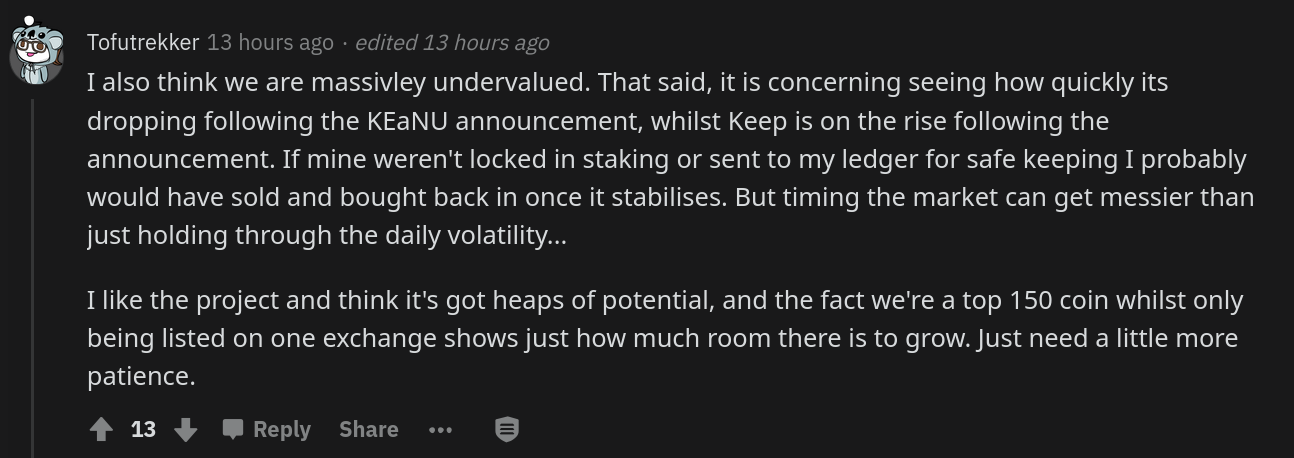 Tofutrekker 13 hours ago · edited 13 hours ago
I also think we are massivley undervalued. That said, it is concerning seeing how quickly its
dropping following the KEaNU announcement, whilst Keep is on the rise following the
announcement. If mine weren't locked in staking or sent to my ledger for safe keeping I probably
would have sold and bought back in once it stabilises. But timing the market can get messier than
just holding through the daily volatility...
I like the project and think it's got heaps of potential, and the fact we're a top 150 coin whilst only
being listed on one exchange shows just how much room there is to grow. Just need a little more
patience.
13 Reply Share ···